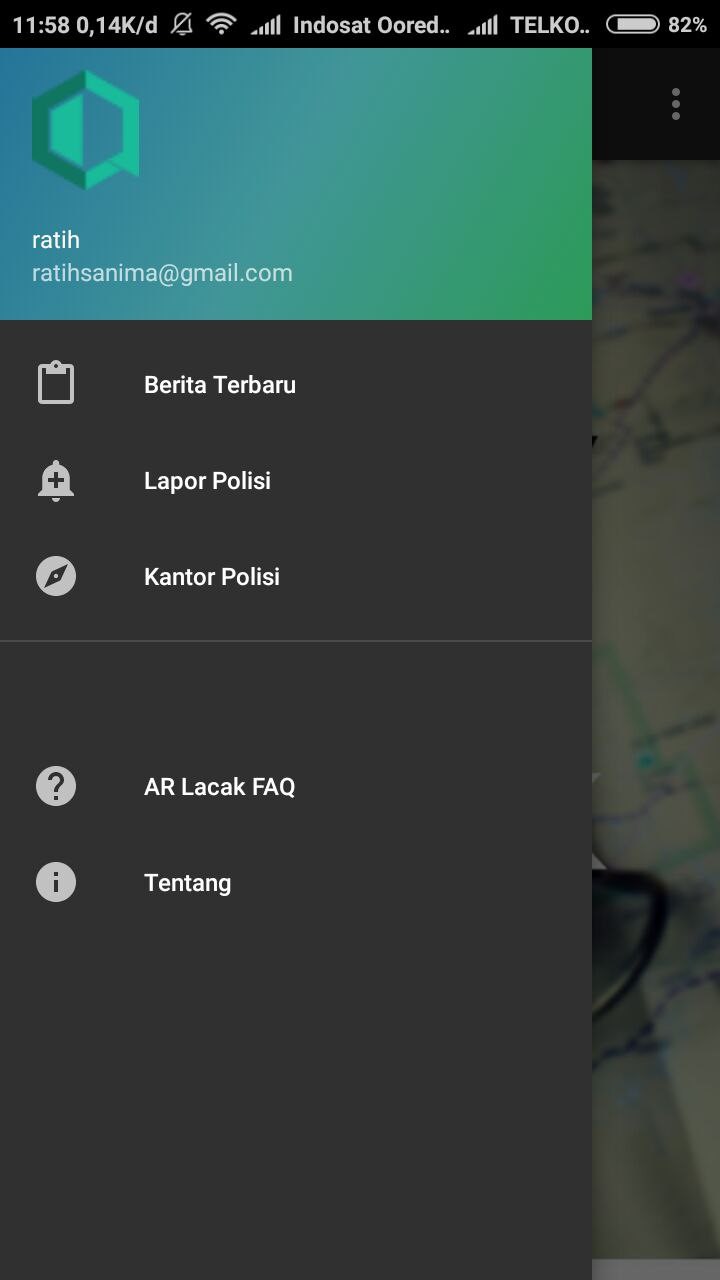 11:58 0,14K/d Indosat Oored.. TELKO.. 82%
ratih
ratihsanima@gmail.com
Berita Terbaru
Lapor Polisi
Kantor Polisi
AR Lacak FAQ
Tentang